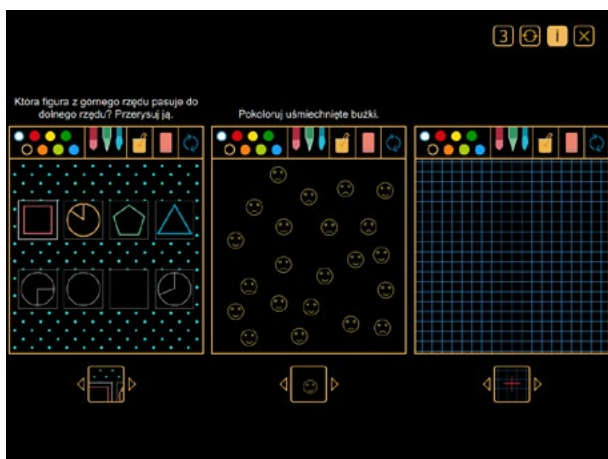 3 i
Która figura z górnego rzędu pasuje do
dolnego rzędu? Przerysuj ją.
Pokoloruj uśmiechnięte buźki.